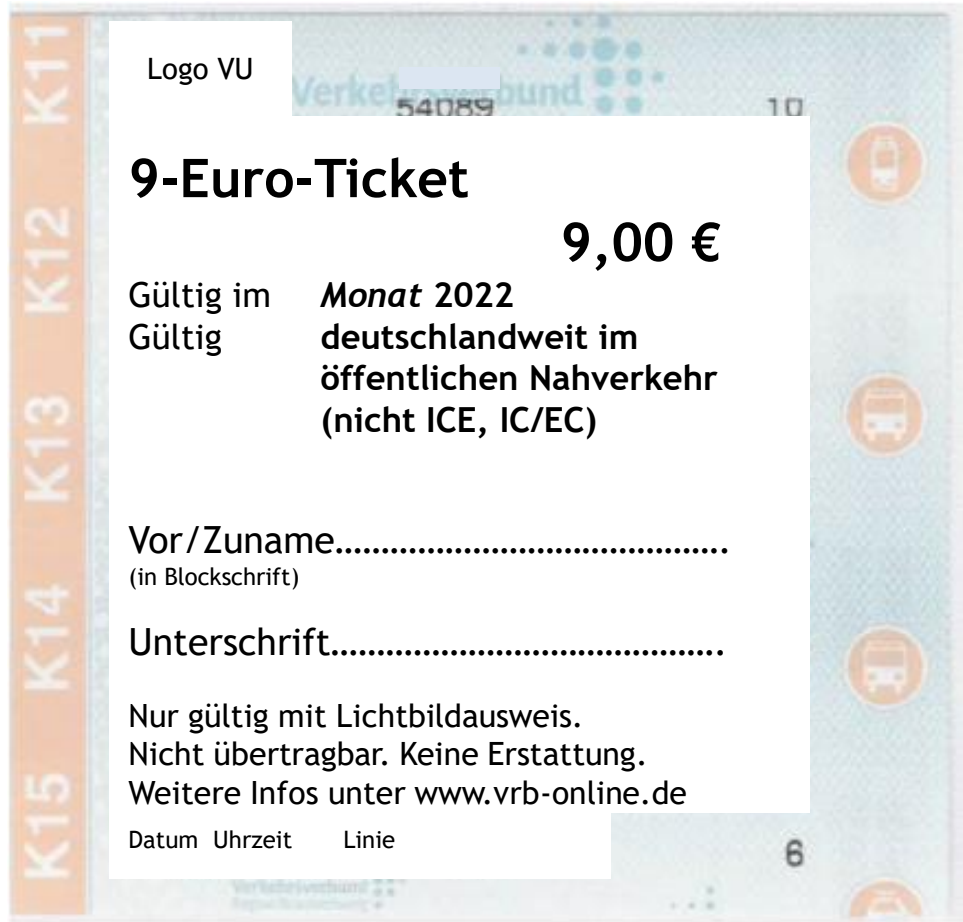 K11
K12
K13
K14
K15
Logo VU
Verkehrsverbund
54089 10
9-Euro-Ticket
9,00 €
Gültig im Monat 2022
Gültig deutschlandweit im
öffentlichen Nahverkehr
(nicht ICE, IC/EC)
Vor/Zuname...........................................
(in Blockschrift)
Unterschrift...........................................
Nur gültig mit Lichtbildausweis.
Nicht übertragbar. Keine Erstattung.
Weitere Infos unter www.vrb-online.de
Datum Uhrzeit Linie
6
Verkehrsverbund